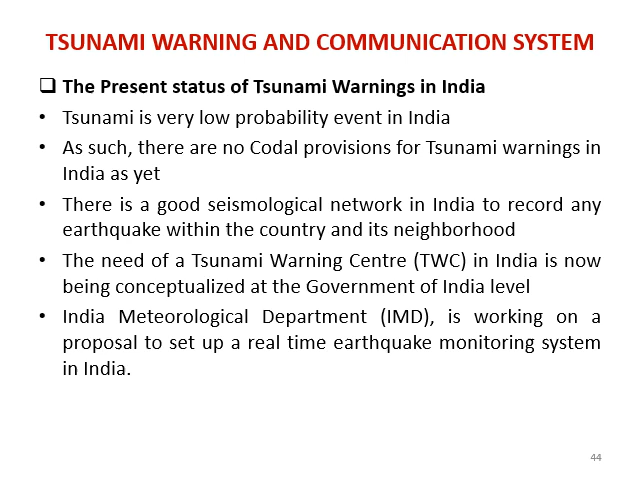 TSUNAMI WARNING AND COMMUNICATION SYSTEM
❑ The Present status of Tsunami Warnings in India
• Tsunami is very low probability event in India
• As such, there are no Codal provisions for Tsunami warnings in
India as yet
• There is a good seismological network in India to record any
earthquake within the country and its neighborhood
• The need of a Tsunami Warning Centre (TWC) in India is now
being conceptualized at the Government of India level
• India Meteorological Department (IMD), is working on a
proposal to set up a real time earthquake monitoring system
in India.
44